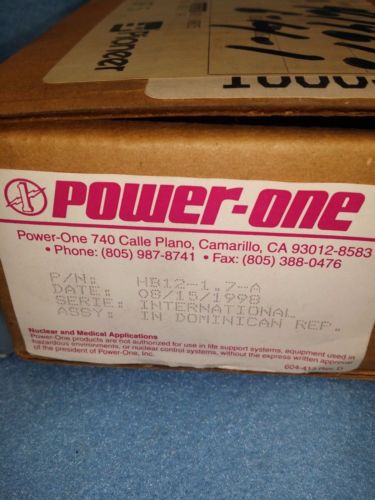 Pioneer
POWER-ONE
Power-One 740 Calle Plano, Camarillo, CA 93012-8583
• Phone: (805) 987-8741 • Fax: (805) 388-0476
P/N: HB12-1.7-A
DATE: 08/15/1998
SERIE: INTERNATIONAL
ASSY: IN DOMINICAN REP.
Nuclear and Medical Applications
Power-One products are not authorized for use in life support systems, equipment used in
hazardous environments, or nuclear control systems, without the express written approval
of the president of Power-One, Inc.